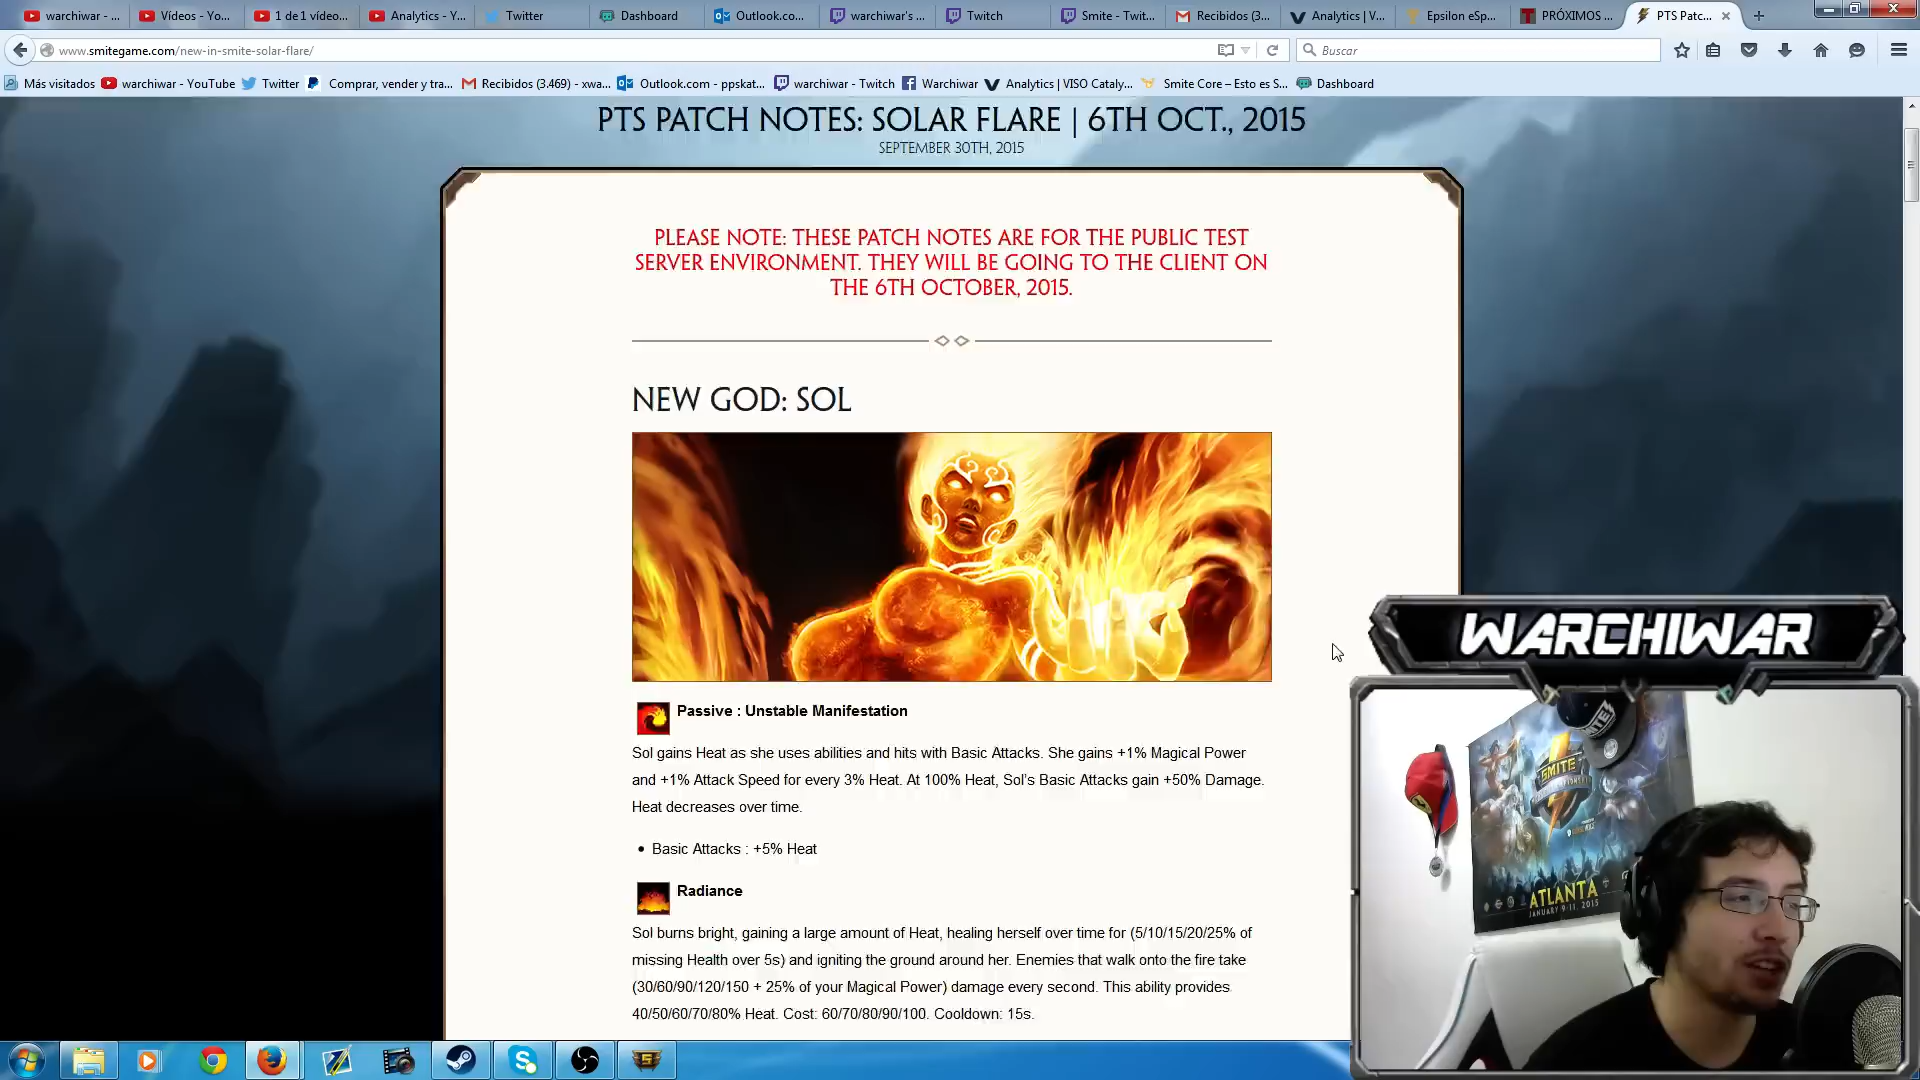 warchiwar - ...
Vídeos - Yo...
1 de 1 vídeo...
Analytics - Y...
Twitter
Dashboard
Outlook.co...
warchiwar's ...
Twitch
Smite - Twit...
Recibidos (3...
Analytics | V...
Epsilon eSp...
PRÓXIMOS ...
PTS Patc...
www.smitegame.com/new-in-smite-solar-flare/
Buscar
Más visitados
warchiwar - YouTube
Twitter
Comprar, vender y tra...
Recibidos (3.469) - xwa...
Outlook.com - ppskat...
warchiwar - Twitch
Warchiwar
Analytics | VISO Cataly...
Smite Core – Esto es S...
Dashboard
PTS PATCH NOTES: SOLAR FLARE | 6TH OCT., 2015
SEPTEMBER 30TH, 2015
PLEASE NOTE: THESE PATCH NOTES ARE FOR THE PUBLIC TEST
SERVER ENVIRONMENT. THEY WILL BE GOING TO THE CLIENT ON
THE 6TH OCTOBER, 2015.
NEW GOD: SOL
Passive : Unstable Manifestation
Sol gains Heat as she uses abilities and hits with Basic Attacks. She gains +1% Magical Power
and +1% Attack Speed for every 3% Heat. At 100% Heat, Sol's Basic Attacks gain +50% Damage.
Heat decreases over time.
• Basic Attacks : +5% Heat
Radiance
Sol burns bright, gaining a large amount of Heat, healing herself over time for (5/10/15/20/25% of
missing Health over 5s) and igniting the ground around her. Enemies that walk onto the fire take
(30/60/90/120/150 + 25% of your Magical Power) damage every second. This ability provides
40/50/60/70/80% Heat. Cost: 60/70/80/90/100. Cooldown: 15s.
WARCHIWAR
SMITE
SMITE
ATLANTA
JANUARY 9-11, 2015